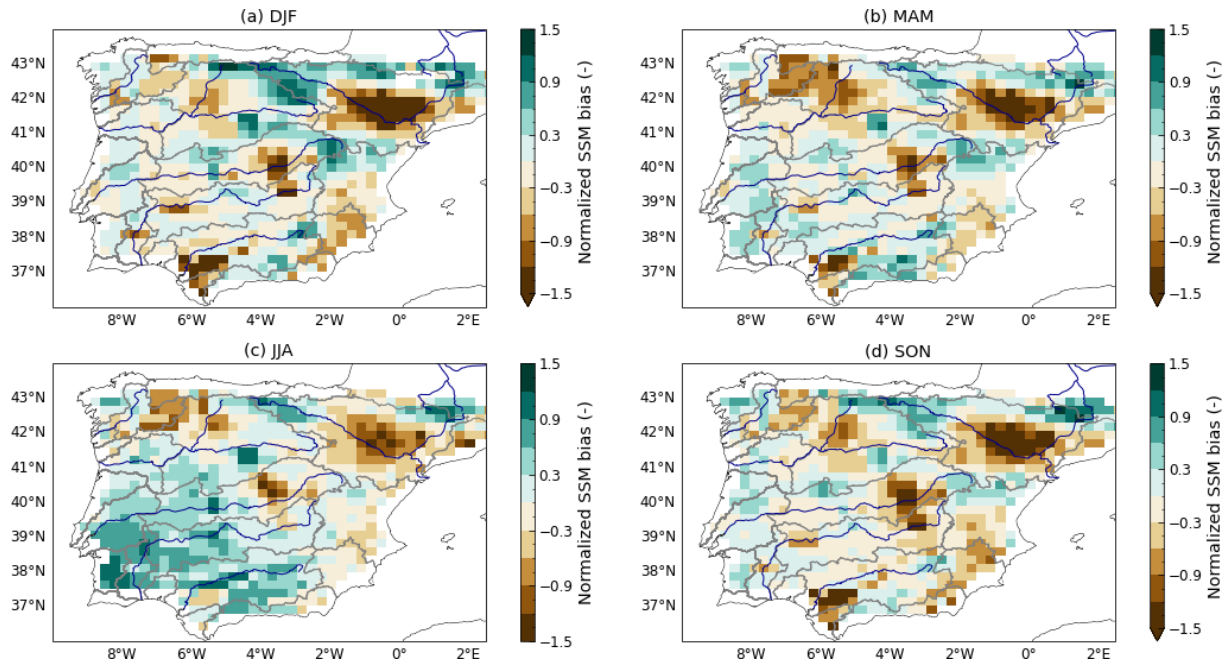 (a) DJF
43°N
42°N
41°N
40°N
39°N
38°N
37°N
8°W 6°W 4°W 2°W 0° 2°E
1.5
0.9
0.3
−0.3
−0.9
−1.5
Normalized SSM bias (-)
(b) MAM
43°N
42°N
41°N
40°N
39°N
38°N
37°N
8°W 6°W 4°W 2°W 0° 2°E
1.5
0.9
0.3
−0.3
−0.9
−1.5
Normalized SSM bias (-)
(c) JJA
43°N
42°N
41°N
40°N
39°N
38°N
37°N
8°W 6°W 4°W 2°W 0° 2°E
1.5
0.9
0.3
−0.3
−0.9
−1.5
Normalized SSM bias (-)
(d) SON
43°N
42°N
41°N
40°N
39°N
38°N
37°N
8°W 6°W 4°W 2°W 0° 2°E
1.5
0.9
0.3
−0.3
−0.9
−1.5
Normalized SSM bias (-)